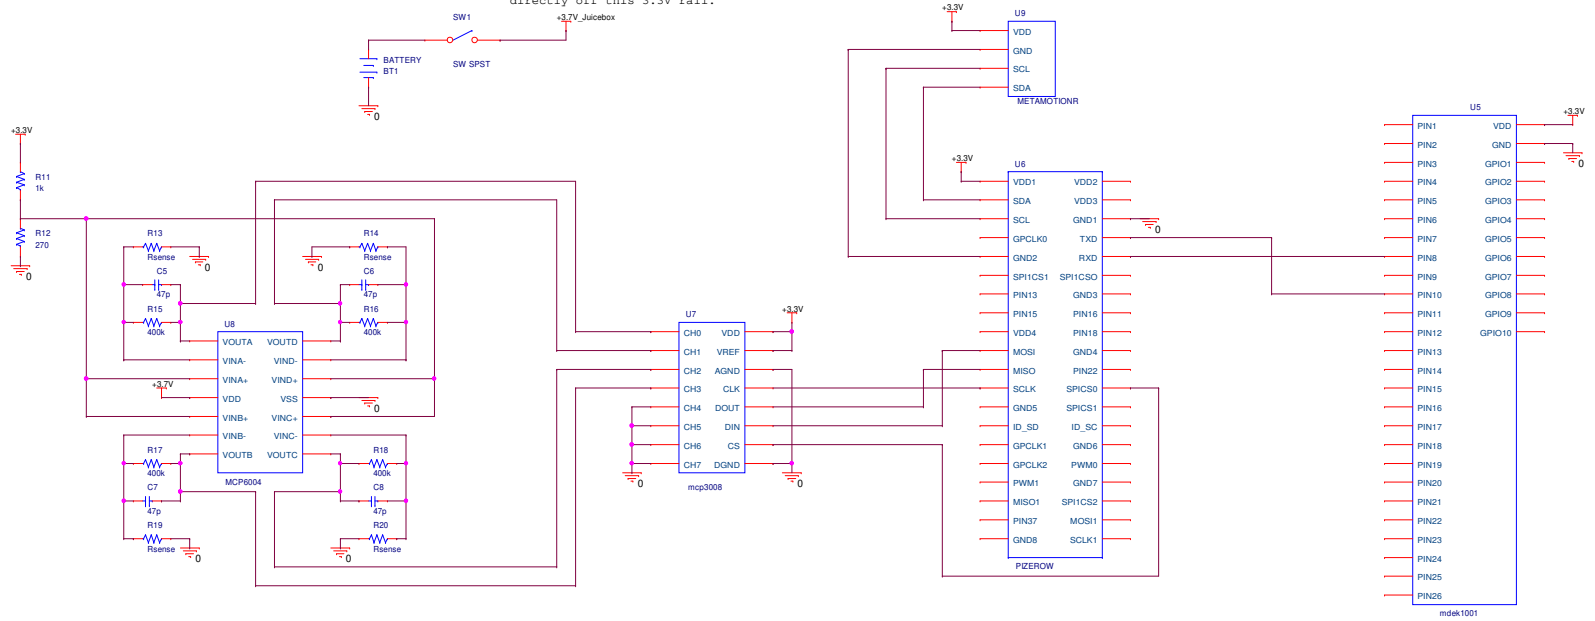 directly off this 3.3V rail.
SW1
+3.7V_Juicebox
BATTERY
BT1
SW SPST
0
+3.3V
R11
1k
R12
270
0
R13
Rsense
0
C5
47p
R15
400k
R14
Rsense
0
C6
47p
R16
400k
U8
VOUTA VOUTD
VINA- VIND-
VINA+ VIND+
VDD VSS
VINB+ VINC+
VINB- VINC-
VOUTB VOUTC
MCP6004
+3.7V
0
R17
400k
C7
47p
R19
Rsense
0
R18
400k
C8
47p
R20
Rsense
0
U7
+3.3V
CH0 VDD
CH1 VREF
CH2 AGND
CH3 CLK
CH4 DOUT
CH5 DIN
CH6 CS
CH7 DGND
0
0
mcp3008
+3.3V
U9
VDD
GND
SCL
SDA
METAMOTIONR
+3.3V
U6
VDD1 VDD2
SDA VDD3
SCL GND1
0
GPCLK0 TXD
GND2 RXD
SPI1CS1 SPI1CSO
PIN13 GND3
PIN15 PIN16
VDD4 PIN18
MOSI GND4
MISO PIN22
SCLK SPICS0
GND5 SPICS1
ID_SD ID_SC
GPCLK1 GND6
GPCLK2 PWM0
PWM1 GND7
MISO1 SPI1CS2
PIN37 MOSI1
GND8 SCLK1
PIZEROW
U5
+3.3V
PIN1 VDD
PIN2 GND
0
PIN3 GPIO1
PIN4 GPIO2
PIN5 GPIO3
PIN6 GPIO4
PIN7 GPIO5
PIN8 GPIO6
PIN9 GPIO7
PIN10 GPIO8
PIN11 GPIO9
PIN12 GPIO10
PIN13
PIN14
PIN15
PIN16
PIN17
PIN18
PIN19
PIN20
PIN21
PIN22
PIN23
PIN24
PIN25
PIN26
mdek1001